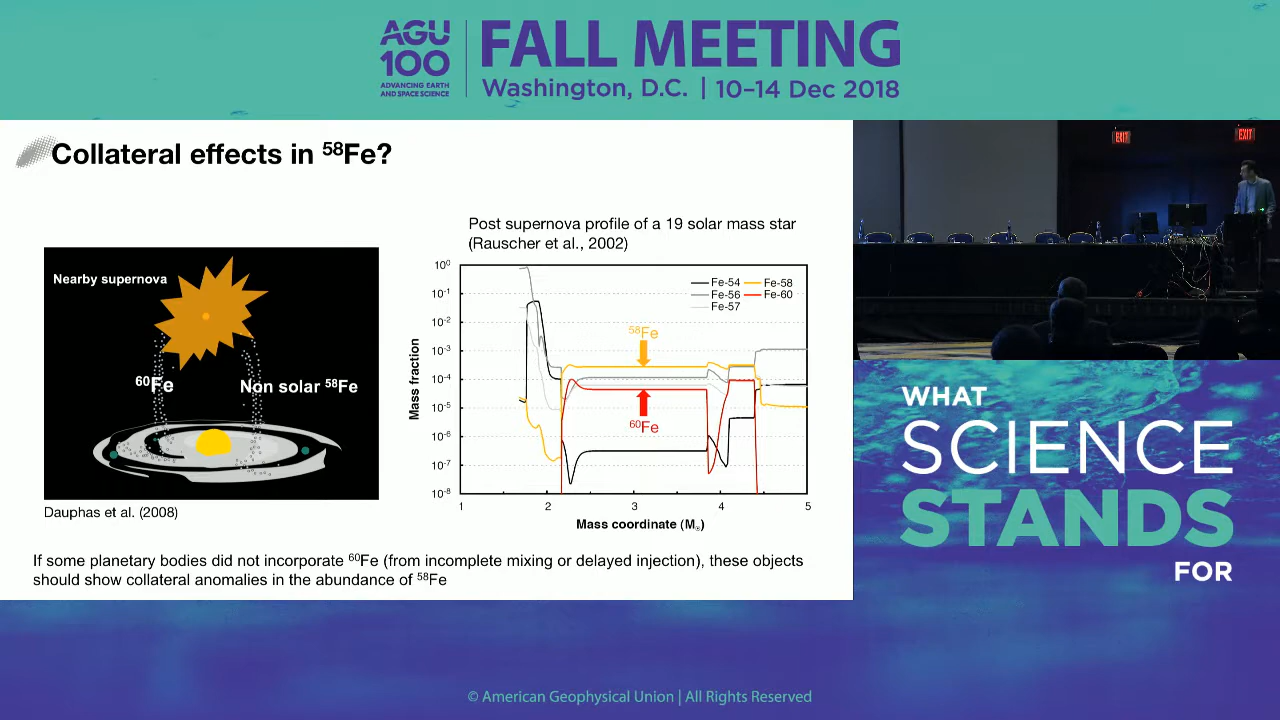 AGU
100
ADVANCING EARTH
AND SPACE SCIENCE
FALL MEETING
Washington, D.C. | 10–14 Dec 2018
Collateral effects in ⁵⁸Fe?
Nearby supernova
⁶⁰Fe
Non solar ⁵⁸Fe
Dauphas et al. (2008)
Post supernova profile of a 19 solar mass star
(Rauscher et al., 2002)
Mass fraction
10⁰
10⁻¹
10⁻²
10⁻³
10⁻⁴
10⁻⁵
10⁻⁶
10⁻⁷
10⁻⁸
Fe-54 Fe-58
Fe-56 Fe-60
Fe-57
⁵⁸Fe
⁶⁰Fe
1 2 3 4 5
Mass coordinate (M☉)
If some planetary bodies did not incorporate ⁶⁰Fe (from incomplete mixing or delayed injection), these objects
should show collateral anomalies in the abundance of ⁵⁸Fe
EXIT
EXIT
WHAT
SCIENCE
STANDS
FOR
© American Geophysical Union | All Rights Reserved